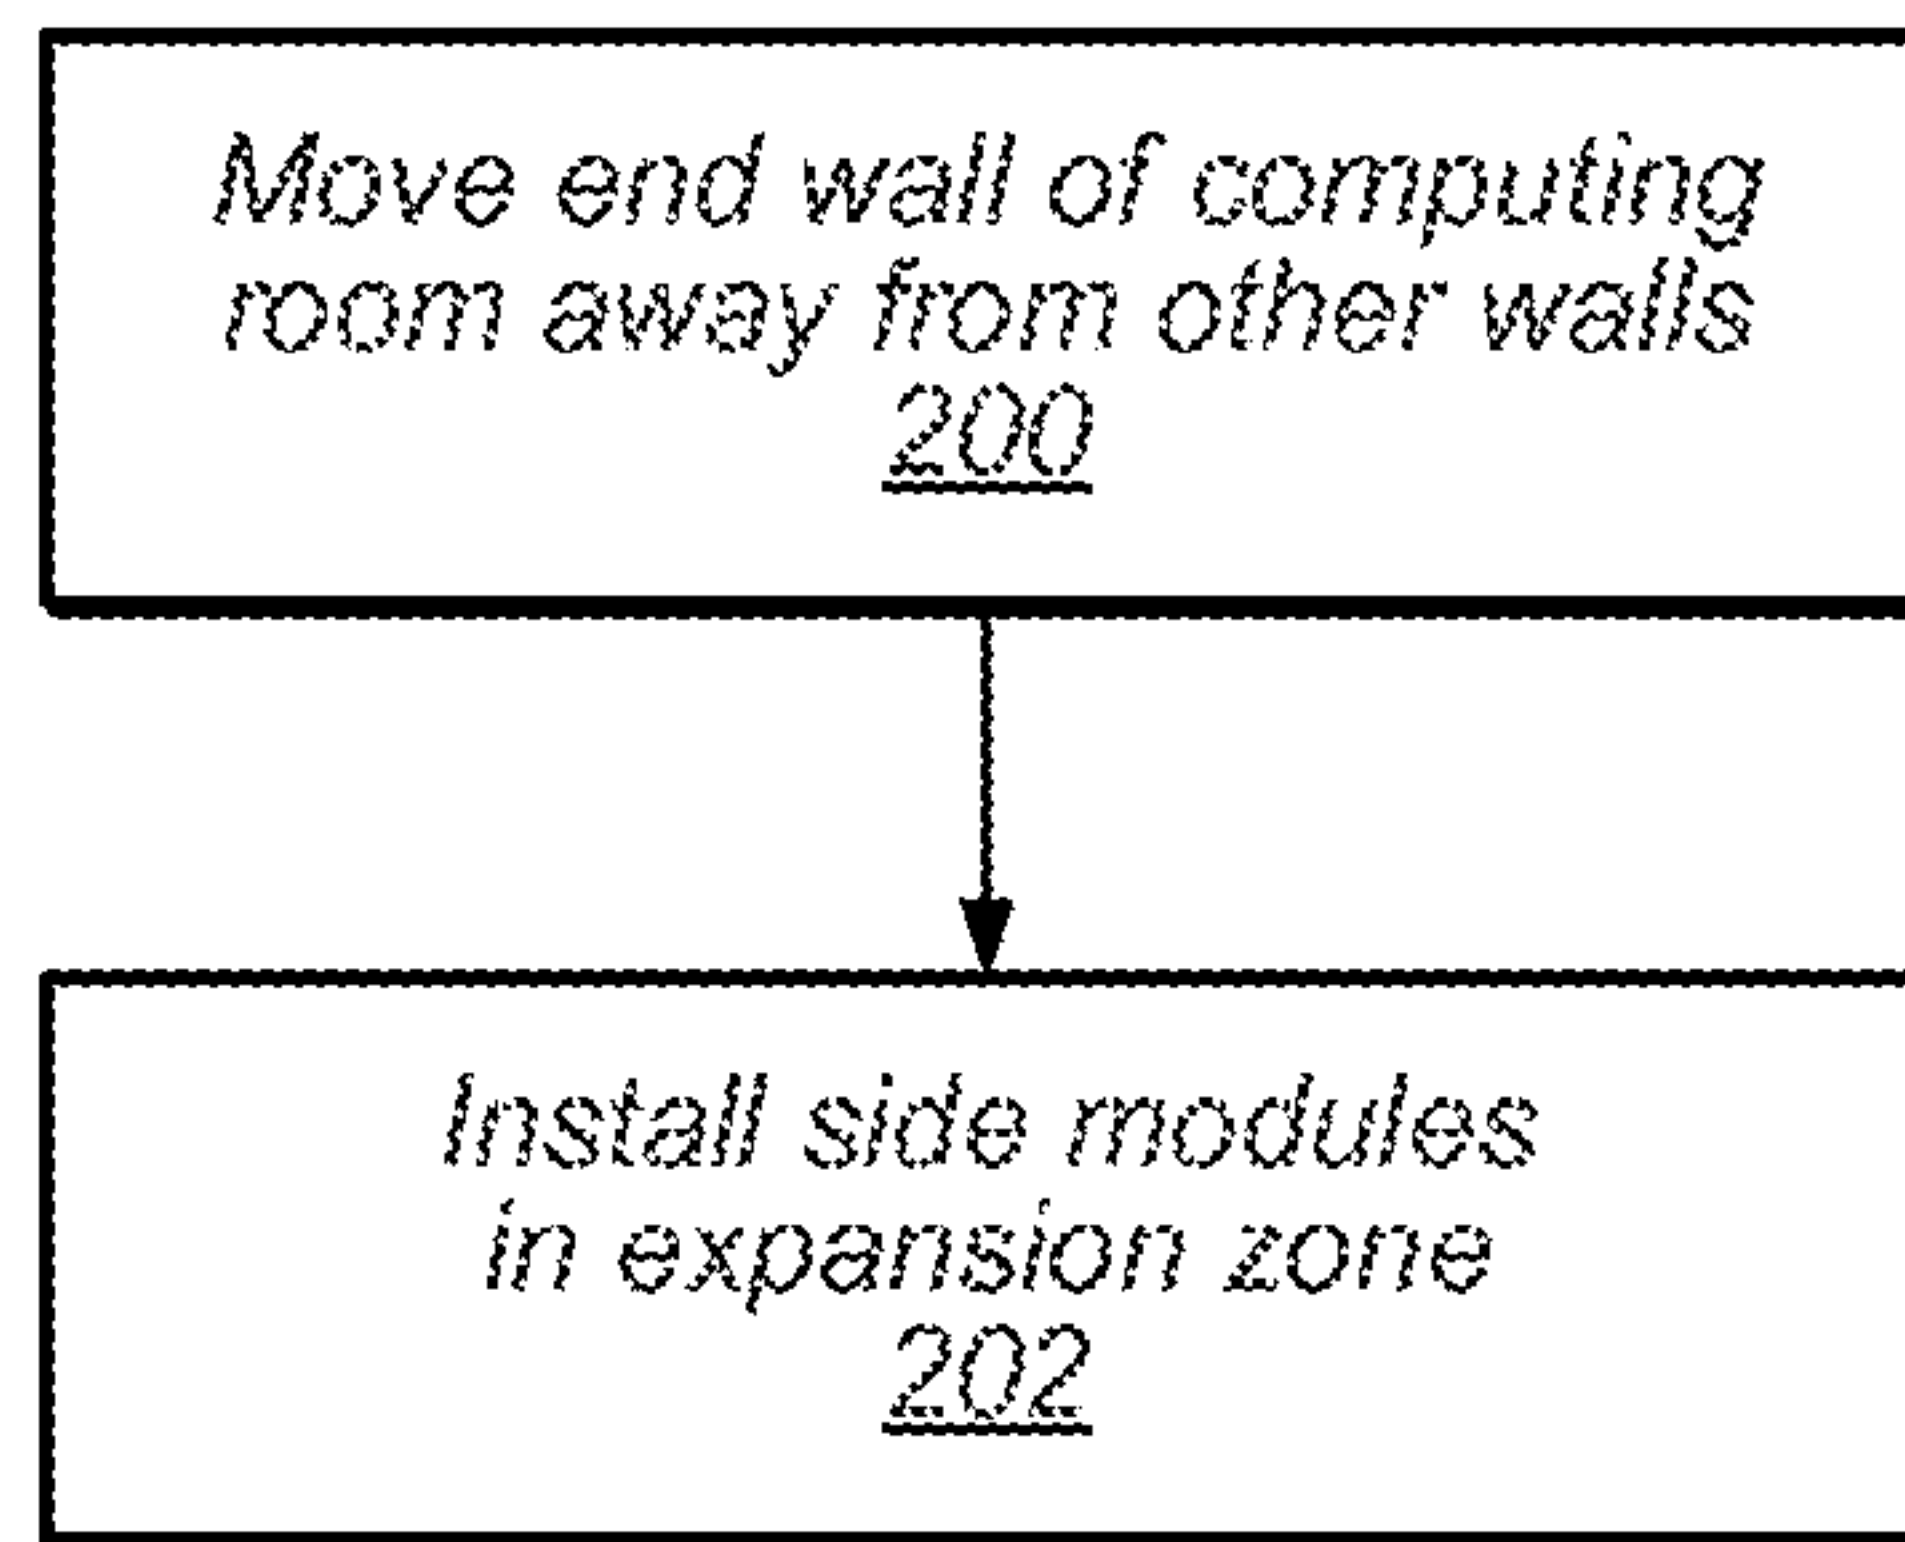 Move end wall of computing
room away from other walls
200
Install side modules
in expansion zone
202